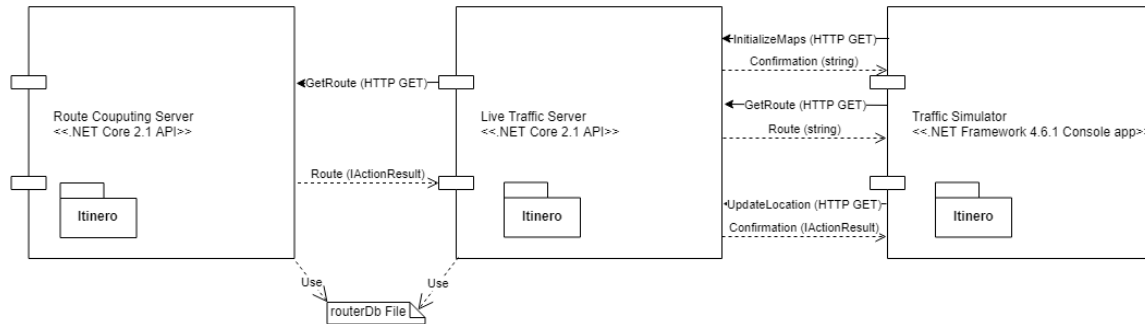 InitializeMaps (HTTP GET)
Confirmation (string)
GetRoute (HTTP GET)
GetRoute (HTTP GET)
Route Couputing Server
<<.NET Core 2.1 API>>
Live Traffic Server
<<.NET Core 2.1 API>>
Traffic Simulator
<<.NET Framework 4.6.1 Console app>>
Route (string)
Route (IActionResult)
Itinero
Itinero
Itinero
UpdateLocation (HTTP GET)
Confirmation (IActionResult)
Use
Use
routerDb File